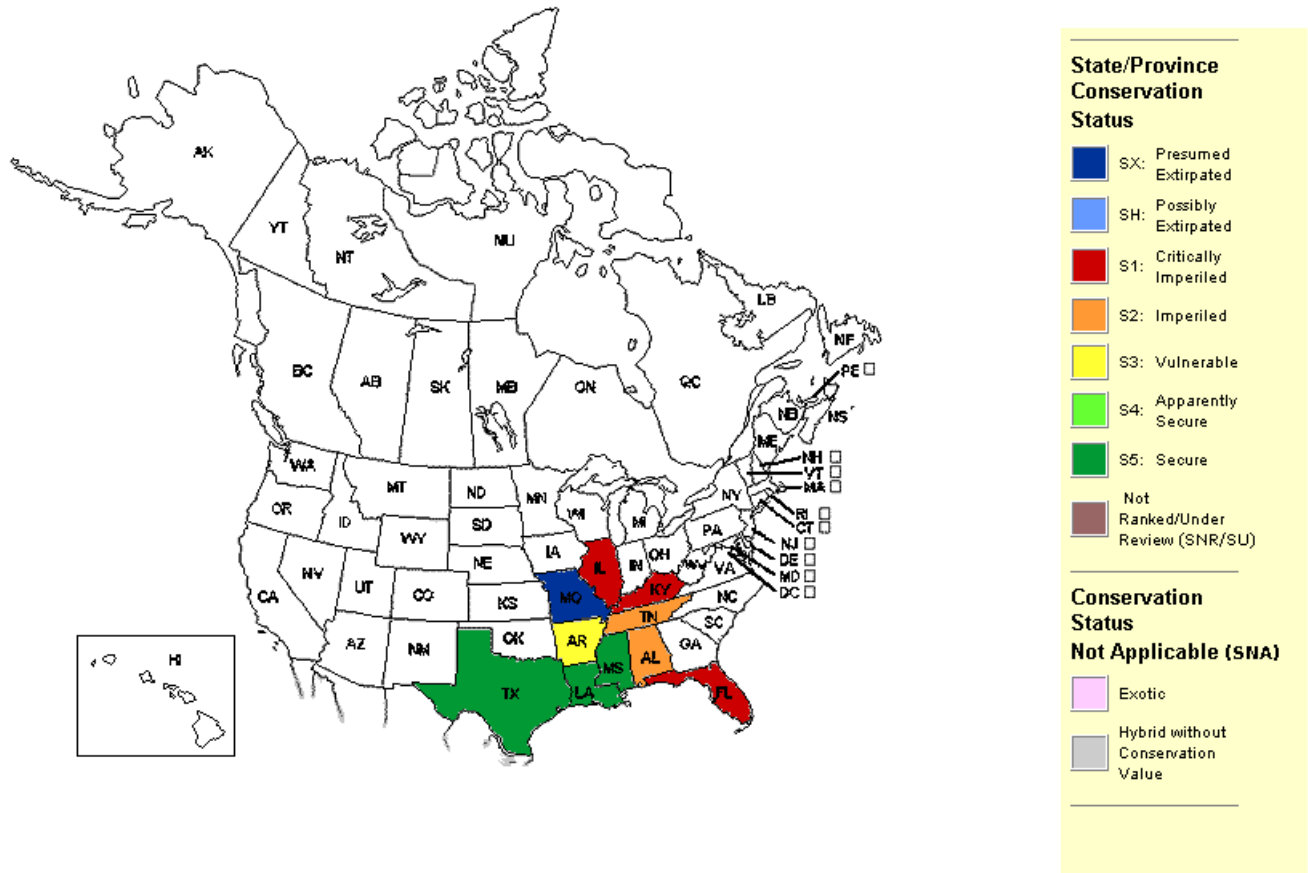 AK
YT
NT
NU
LB
NF
PE
BC
AB
SK
MB
ON
QC
NB
NS
ME
WA
MT
ND
MN
NH
VT
MA
OR
ID
SD
WI
MI
NY
RI
CT
WY
IA
PA
NJ
NE
IL
IN
OH
DE
NV
UT
CO
KS
MO
KY
WV
VA
MD
DC
CA
AZ
NM
OK
AR
TN
NC
SC
HI
TX
LA
MS
AL
GA
FL
State/Province
Conservation
Status
SX: Presumed
Extirpated
SH: Possibly
Extirpated
S1: Critically
Imperiled
S2: Imperiled
S3: Vulnerable
S4: Apparently
Secure
S5: Secure
Not
Ranked/Under
Review (SNR/SU)
Conservation
Status
Not Applicable (SNA)
Exotic
Hybrid without
Conservation
Value